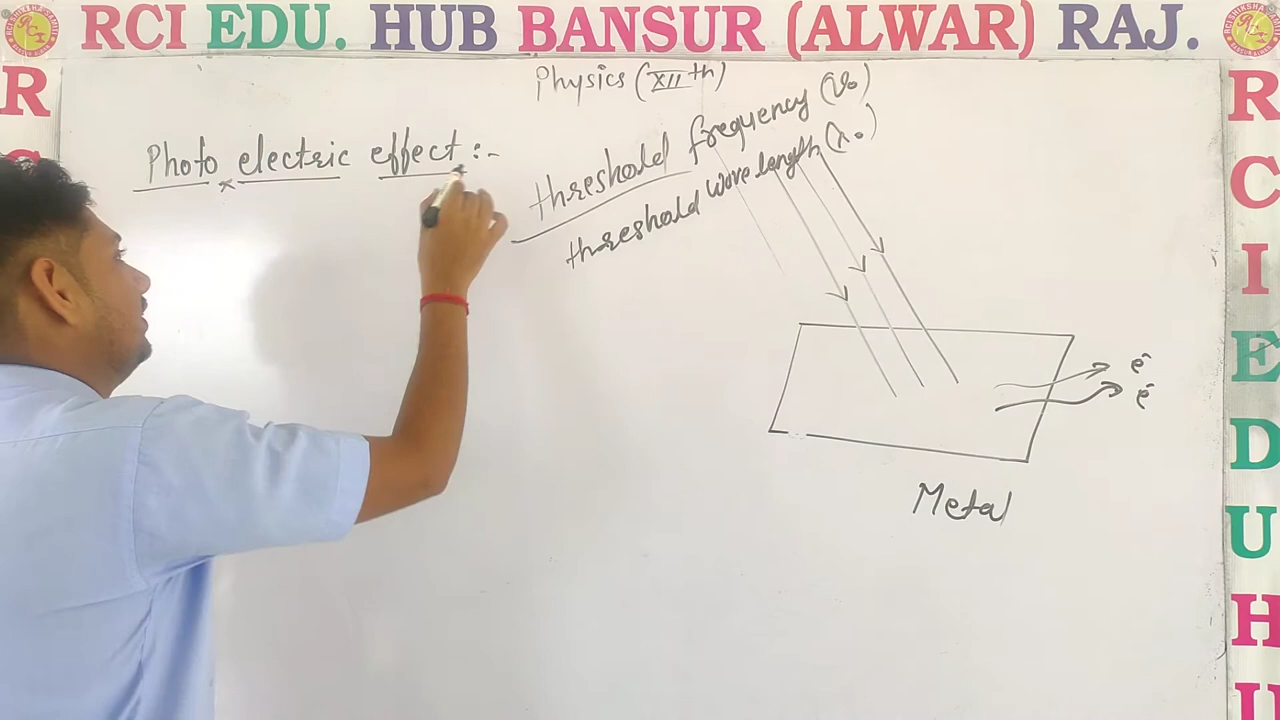 RCI EDU. HUB BANSUR (ALWAR) RAJ.
Physics (XIIth)
Photo electric effect :-
threshold frequency (ν₀)
threshold wave length (λ₀)
e⁻
e⁻
Metal
R
R
C
I
E
D
U
H